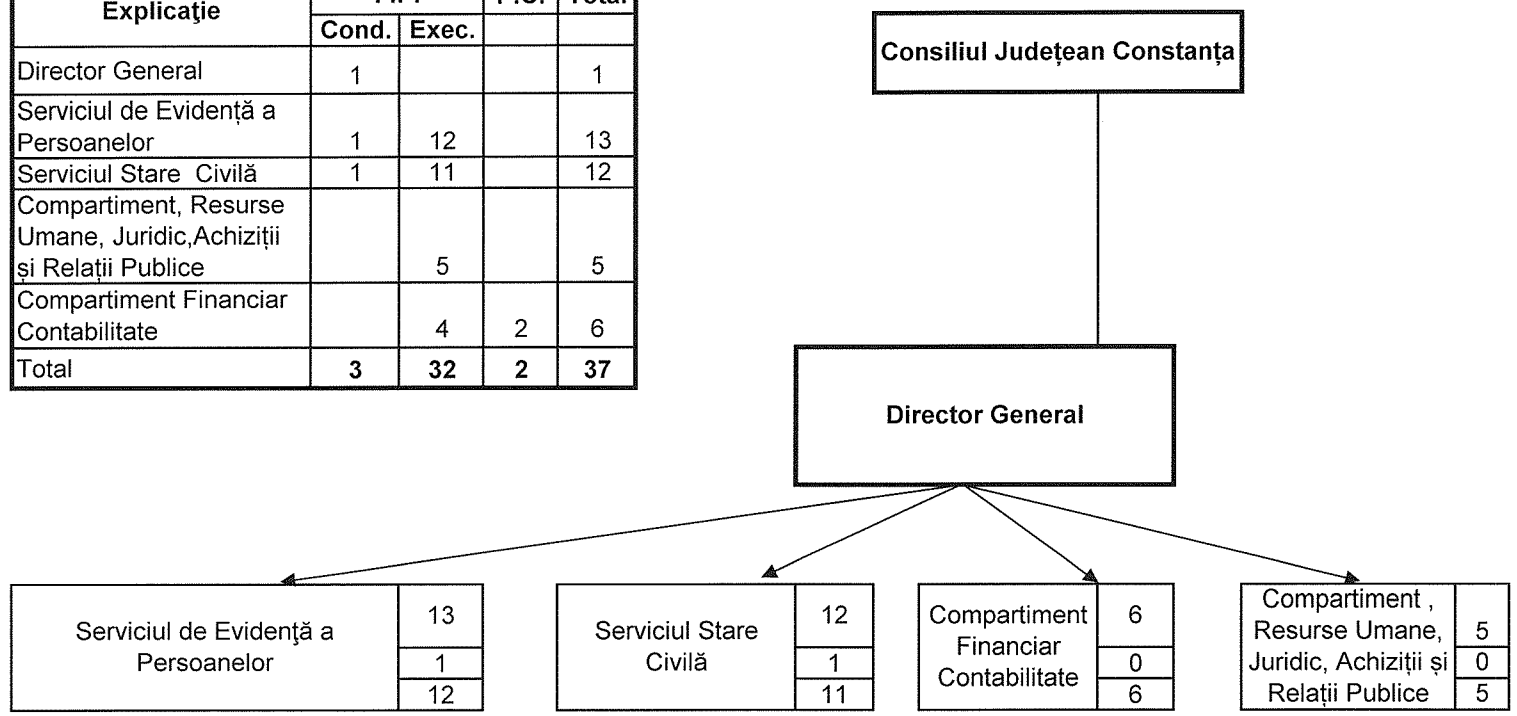 Explicaţie
Total
Cond. Exec.
Director General 1 1
Serviciul de Evidență a
Persoanelor 1 12 13
Serviciul Stare Civilă 1 11 12
Compartiment, Resurse
Umane, Juridic,Achiziții
și Relații Publice 5 5
Compartiment Financiar
Contabilitate 4 2 6
Total 3 32 2 37
Consiliul Județean Constanța
Director General
Serviciul de Evidenţă a
Persoanelor
13
1
12
Serviciul Stare
Civilă
12
1
11
Compartiment
Financiar
Contabilitate
6
0
6
Compartiment ,
Resurse Umane,
Juridic, Achiziții și
Relații Publice
5
0
5